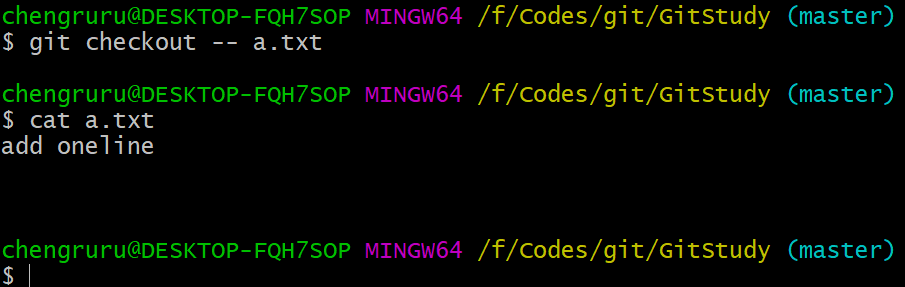 chengruru@DESKTOP-FQH7SOP MINGW64 /f/Codes/git/GitStudy (master)
$ git checkout -- a.txt
chengruru@DESKTOP-FQH7SOP MINGW64 /f/Codes/git/GitStudy (master)
$ cat a.txt
add oneline
chengruru@DESKTOP-FQH7SOP MINGW64 /f/Codes/git/GitStudy (master)
$